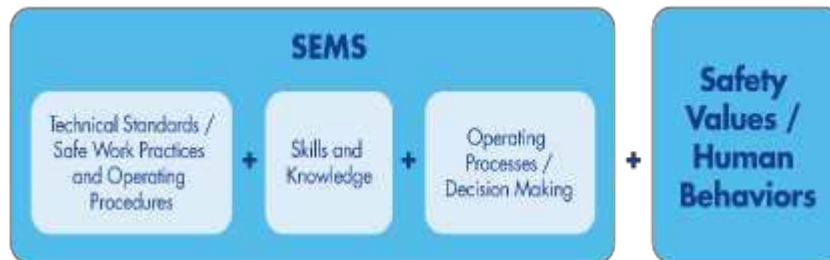 SEMS
Technical Standards /
Safe Work Practices
and Operating
Procedures
+
Skills and
Knowledge
+
Operating
Processes /
Decision Making
+
Safety
Values /
Human
Behaviors